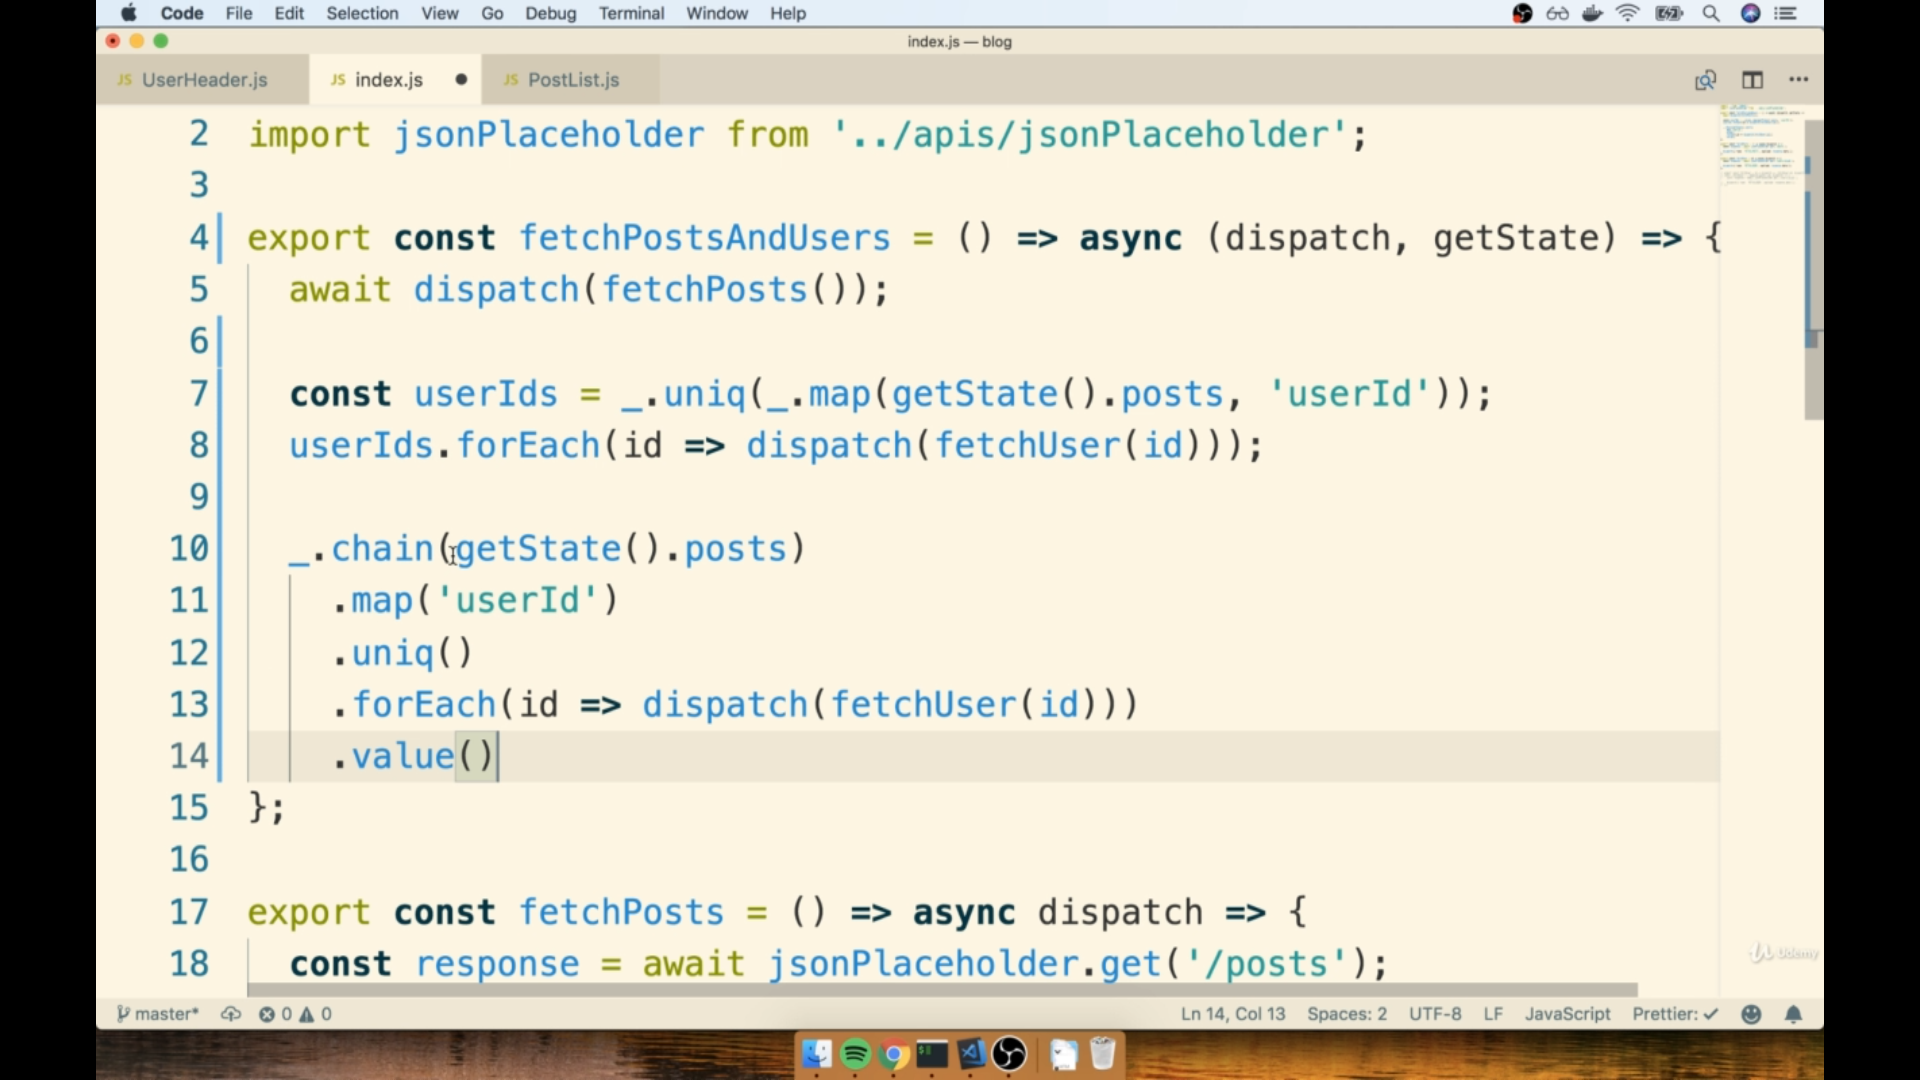 Code File Edit Selection View Go Debug Terminal Window Help
index.js — blog
JS UserHeader.js JS index.js JS PostList.js
2 import jsonPlaceholder from '../apis/jsonPlaceholder';
3
4 export const fetchPostsAndUsers = () => async (dispatch, getState) => {
5 await dispatch(fetchPosts());
6
7 const userIds = _.uniq(_.map(getState().posts, 'userId'));
8 userIds.forEach(id => dispatch(fetchUser(id)));
9
10 _.chain(getState().posts)
11 .map('userId')
12 .uniq()
13 .forEach(id => dispatch(fetchUser(id)))
14 .value()
15 };
16
17 export const fetchPosts = () => async dispatch => {
18 const response = await jsonPlaceholder.get('/posts');
Udemy
master* 0 0 Ln 14, Col 13 Spaces: 2 UTF-8 LF JavaScript Prettier: ✓